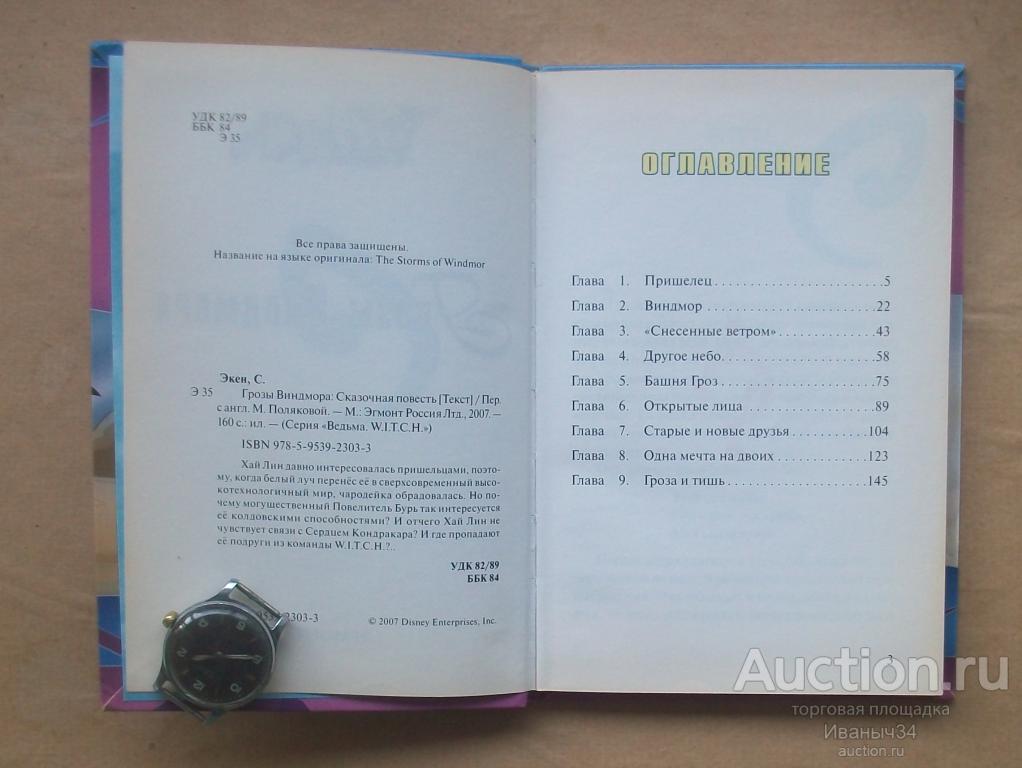 УДК 82/89
ББК 84
Э 35
Все права защищены.
Название на языке оригинала: The Storms of Windmor
Экен, С.
Э 35 Грозы Виндмора: Сказочная повесть [Текст] / Пер.
с англ. М. Поляковой. — М.: Эгмонт Россия Лтд., 2007. —
160 с.: ил. — (Серия «Ведьма. W.I.T.C.H.»)
ISBN 978-5-9539-2303-3
Хай Лин давно интересовалась пришельцами, поэто-
му, когда белый луч перенёс её в сверхсовременный высо-
котехнологичный мир, чародейка обрадовалась. Но по-
чему могущественный Повелитель Бурь так интересуется
её колдовскими способностями? И отчего Хай Лин не
чувствует связи с Сердцем Кондракара? И где пропадают
её подруги из команды W.I.T.C.H.?..
УДК 82/89
ББК 84
2303-3
© 2007 Disney Enterprises, Inc.
ОГЛАВЛЕНИЕ
Глава 1. Пришелец........................5
Глава 2. Виндмор........................22
Глава 3. «Снесенные ветром»..............43
Глава 4. Другое небо.....................58
Глава 5. Башня Гроз......................75
Глава 6. Открытые лица...................89
Глава 7. Старые и новые друзья...........104
Глава 8. Одна мечта на двоих.............123
Глава 9. Гроза и тишь....................145
3
Auction.ru
торговая площадка
Иваныч34
auction.ru